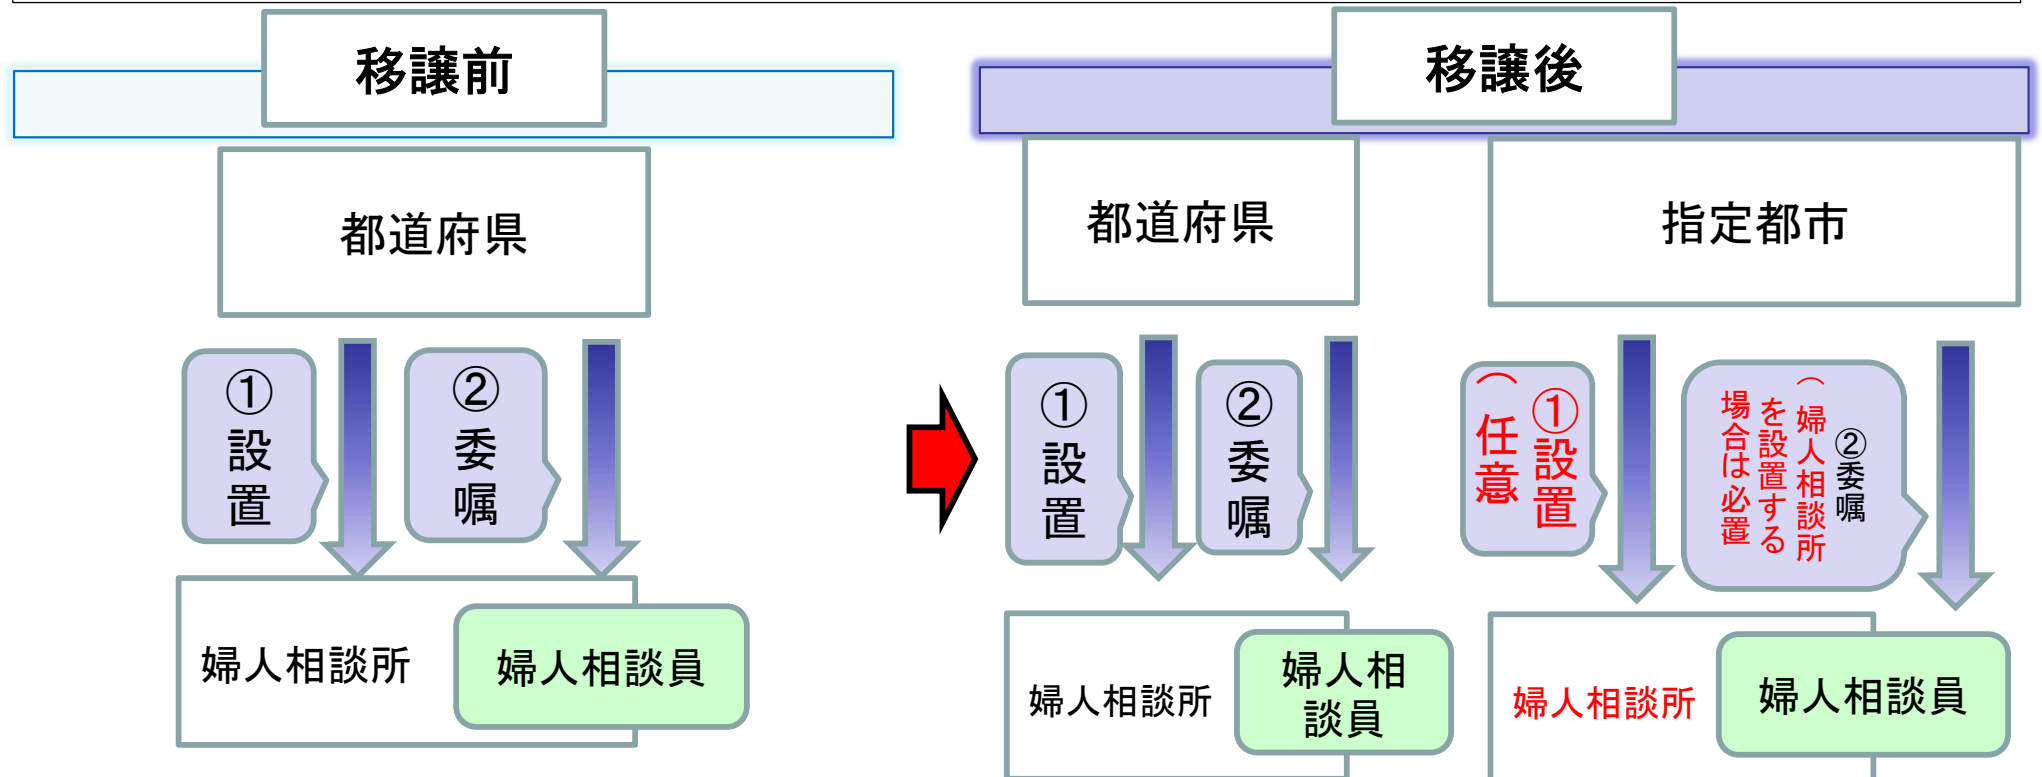 移譲前
都道府県
①設置
②委嘱
婦人相談所
婦人相談員
移譲後
都道府県
①設置
②委嘱
婦人相談所
婦人相
談員
指定都市
①設置
（任意
②委嘱
（婦人相談所
を設置する
場合は必置
婦人相談所
婦人相談員